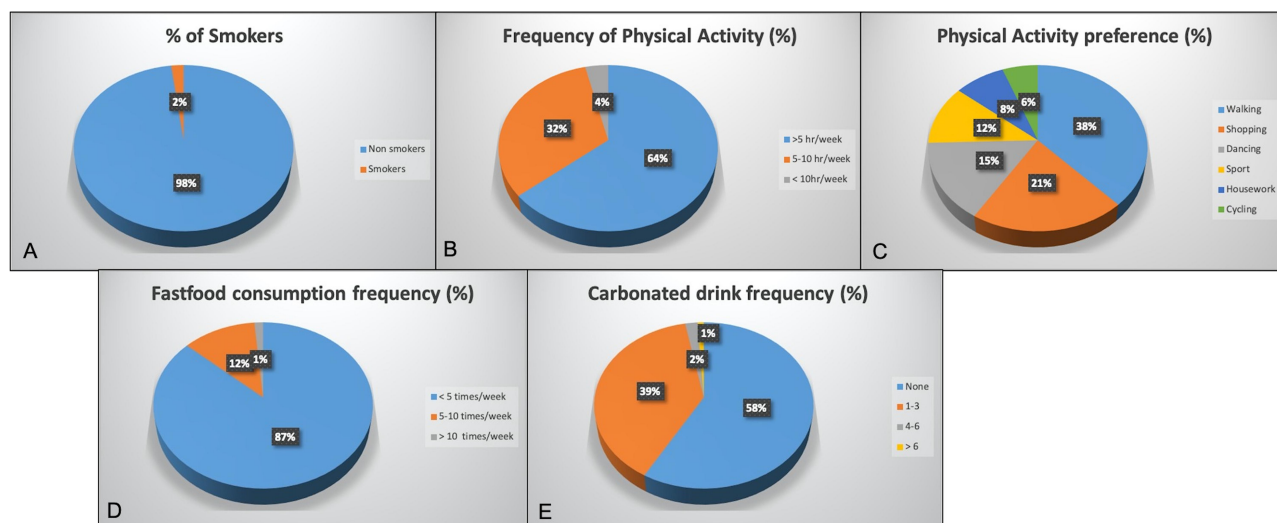 % of Smokers
2%
98%
Non smokers
Smokers
A
Frequency of Physical Activity (%)
4%
32%
64%
>5 hr/week
5-10 hr/week
< 10hr/week
B
Physical Activity preference (%)
6%
8%
12%
38%
15%
21%
Walking
Shopping
Dancing
Sport
Housework
Cycling
C
Fastfood consumption frequency (%)
12%
1%
87%
< 5 times/week
5-10 times/week
> 10 times/week
D
Carbonated drink frequency (%)
1%
2%
39%
58%
None
1-3
4-6
> 6
E